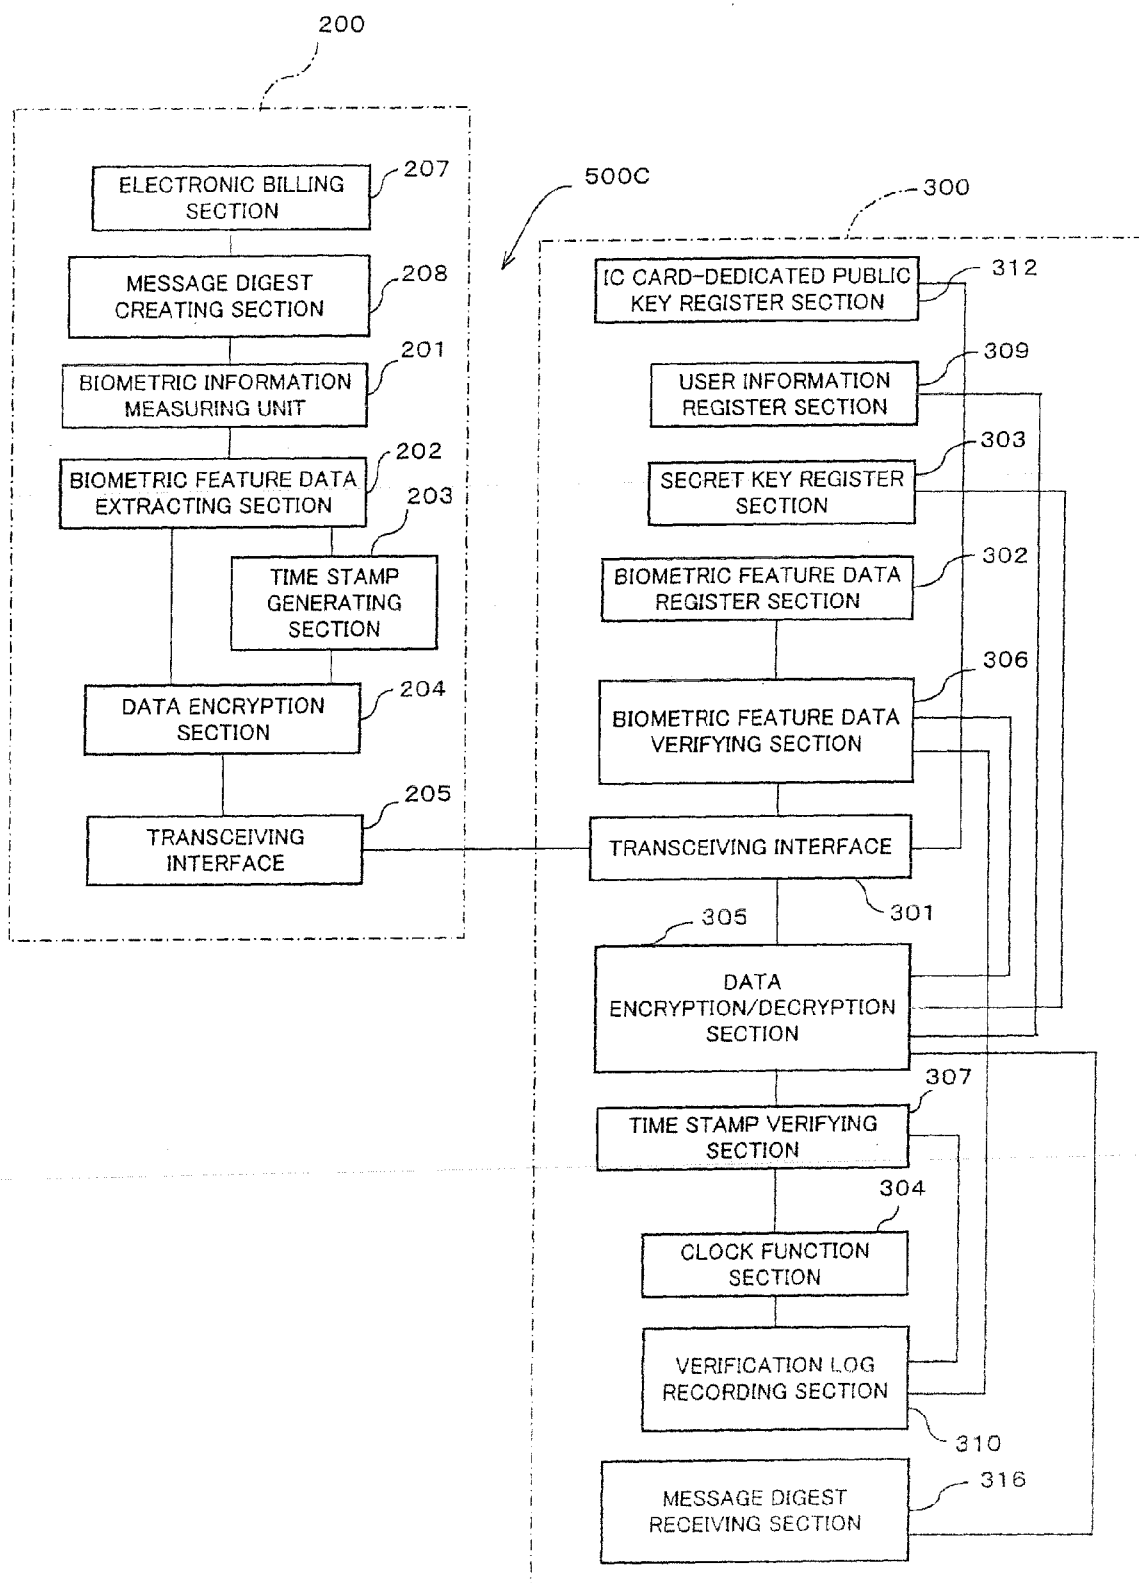 200
ELECTRONIC BILLING
SECTION
207
MESSAGE DIGEST
CREATING SECTION
208
BIOMETRIC INFORMATION
MEASURING UNIT
201
BIOMETRIC FEATURE DATA
EXTRACTING SECTION
202
203
TIME STAMP
GENERATING
SECTION
DATA ENCRYPTION
SECTION
204
TRANSCEIVING
INTERFACE
205
500C
300
IC CARD-DEDICATED PUBLIC
KEY REGISTER SECTION
312
USER INFORMATION
REGISTER SECTION
309
SECRET KEY REGISTER
SECTION
303
BIOMETRIC FEATURE DATA
REGISTER SECTION
302
BIOMETRIC FEATURE DATA
VERIFYING SECTION
306
TRANSCEIVING INTERFACE
301
305
DATA
ENCRYPTION/DECRYPTION
SECTION
307
TIME STAMP VERIFYING
SECTION
304
CLOCK FUNCTION
SECTION
VERIFICATION LOG
RECORDING SECTION
310
MESSAGE DIGEST
RECEIVING SECTION
316